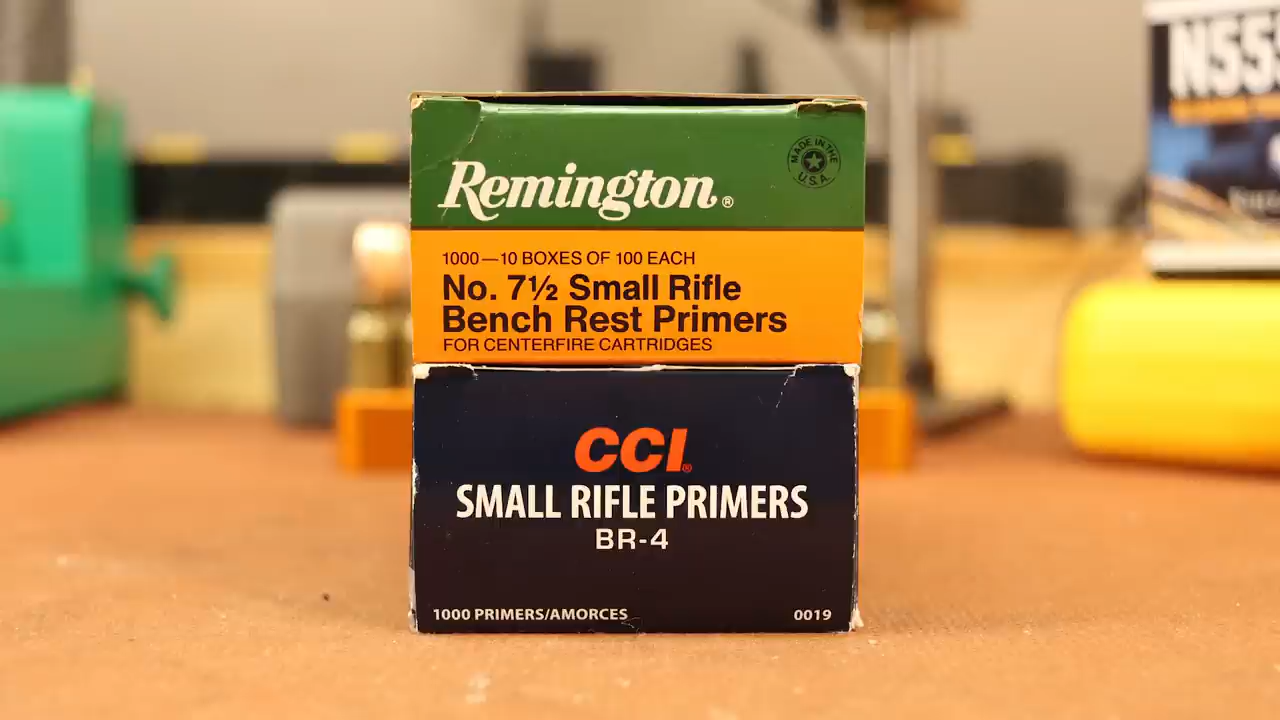 MADE IN THE
U.S.A.
Remington®
1000—10 BOXES OF 100 EACH
No. 7½ Small Rifle
Bench Rest Primers
FOR CENTERFIRE CARTRIDGES
CCI®
SMALL RIFLE PRIMERS
BR-4
1000 PRIMERS/AMORCES 0019
N55